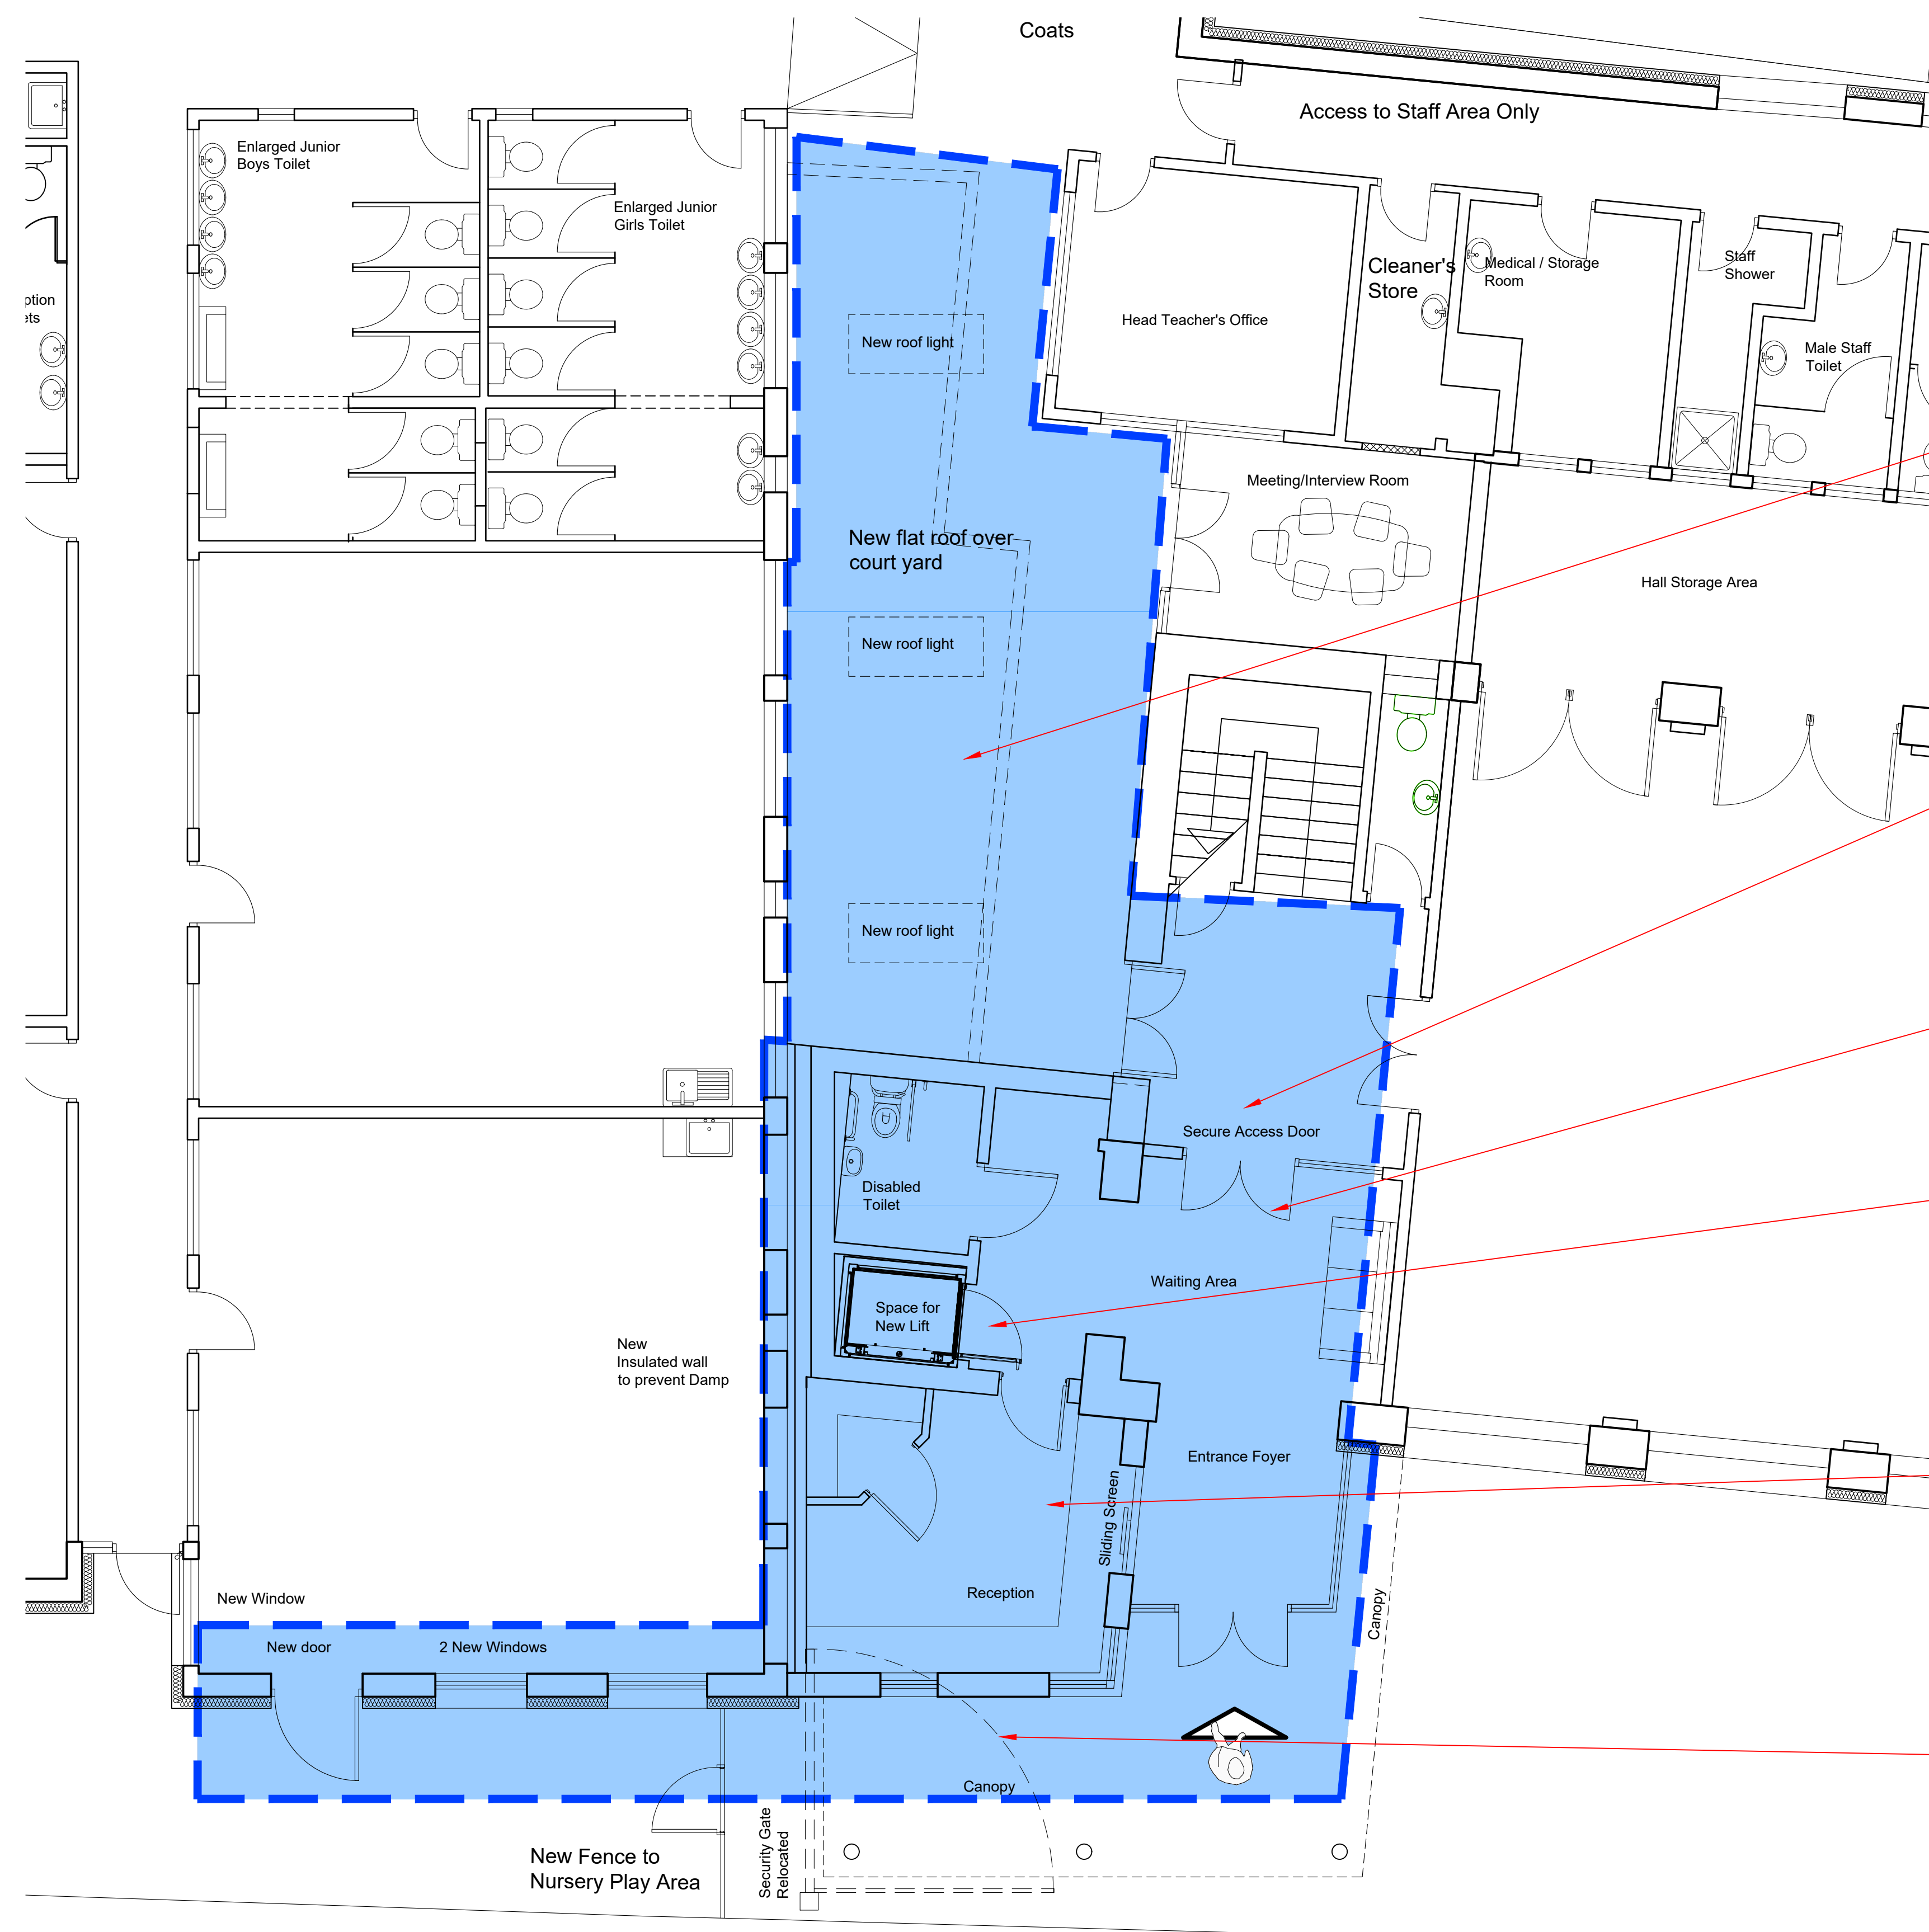 Coats
Access to Staff Area Only
Enlarged Junior
Boys Toilet
Enlarged Junior
Girls Toilet
Cleaner's
Store
Medical / Storage
Room
Staff
Shower
Head Teacher's Office
Male Staff
Toilet
New roof light
Meeting/Interview Room
New flat roof over
court yard
Hall Storage Area
New roof light
New roof light
Secure Access Door
Disabled
Toilet
Waiting Area
Space for
New Lift
New
Insulated wall
to prevent Damp
Entrance Foyer
Sliding Screen
Reception
New Window
Canopy
New door
2 New Windows
Canopy
New Fence to
Nursery Play Area
Security Gate
Relocated